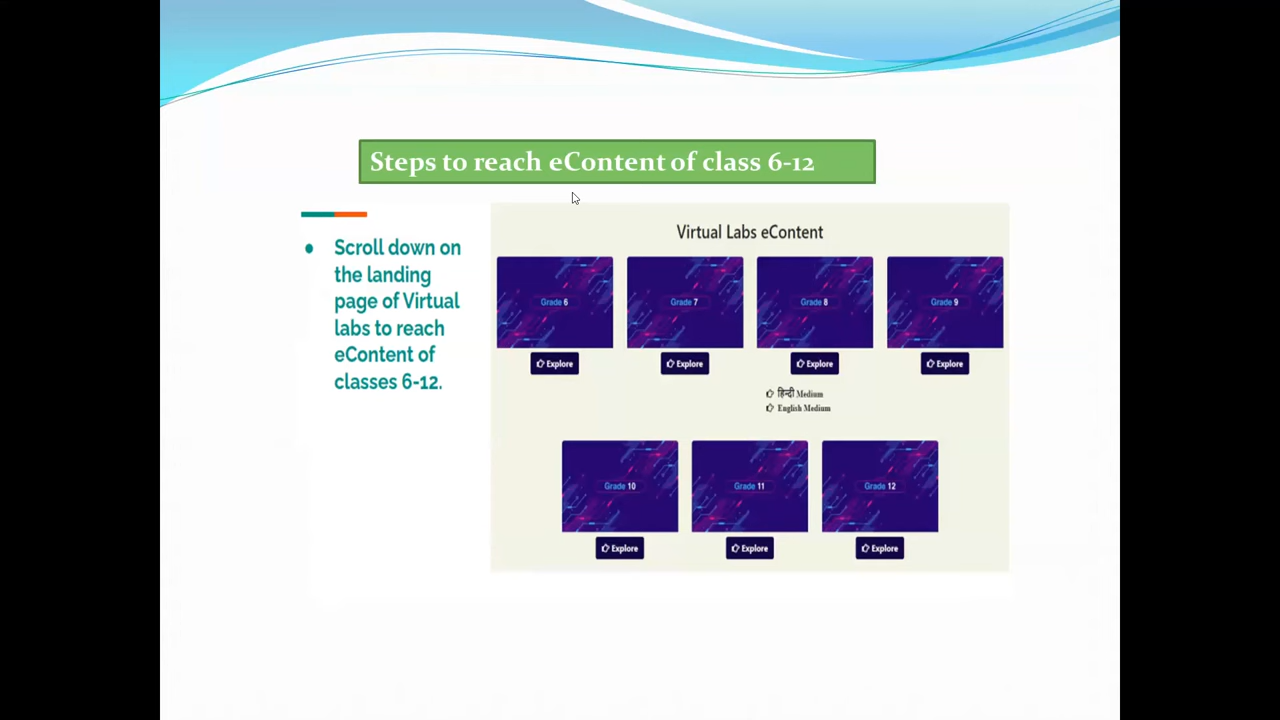 Steps to reach eContent of class 6-12
● Scroll down on
the landing
page of Virtual
labs to reach
eContent of
classes 6-12.
Virtual Labs eContent
Grade 6
Grade 7
Grade 8
Grade 9
Explore
Explore
Explore
Explore
हिन्दी Medium
English Medium
Grade 10
Grade 11
Grade 12
Explore
Explore
Explore